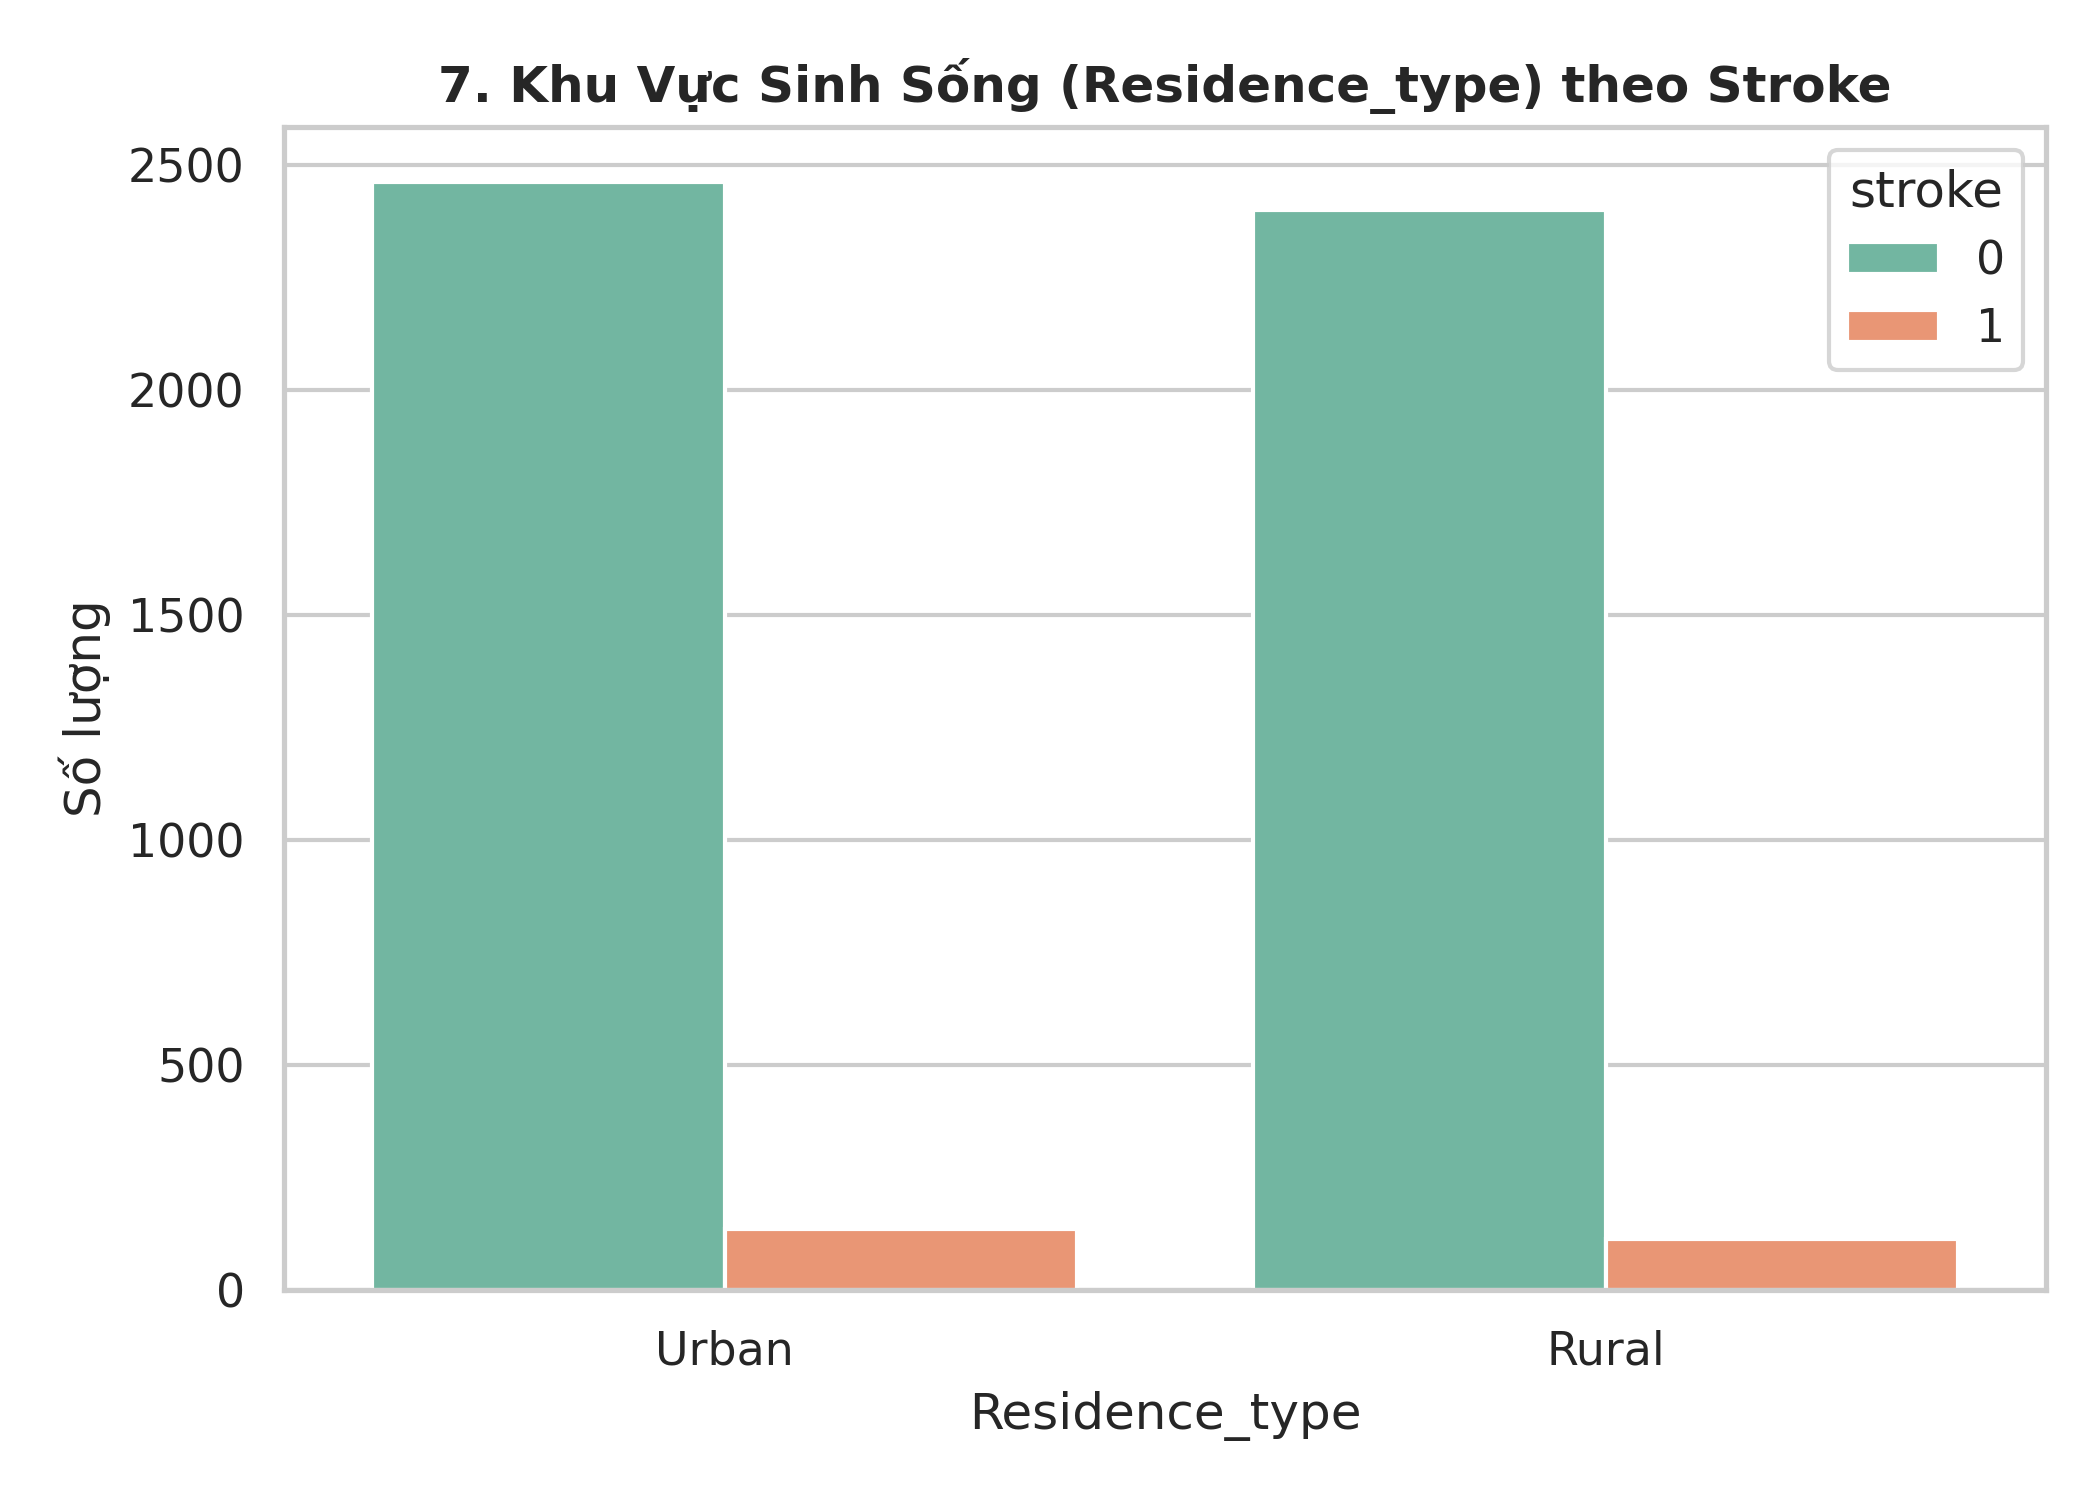 7. Khu Vực Sinh Sống (Residence_type) theo Stroke
2500
2000
1500
1000
500
0
Số lượng
stroke
0
1
Urban
Rural
Residence_type